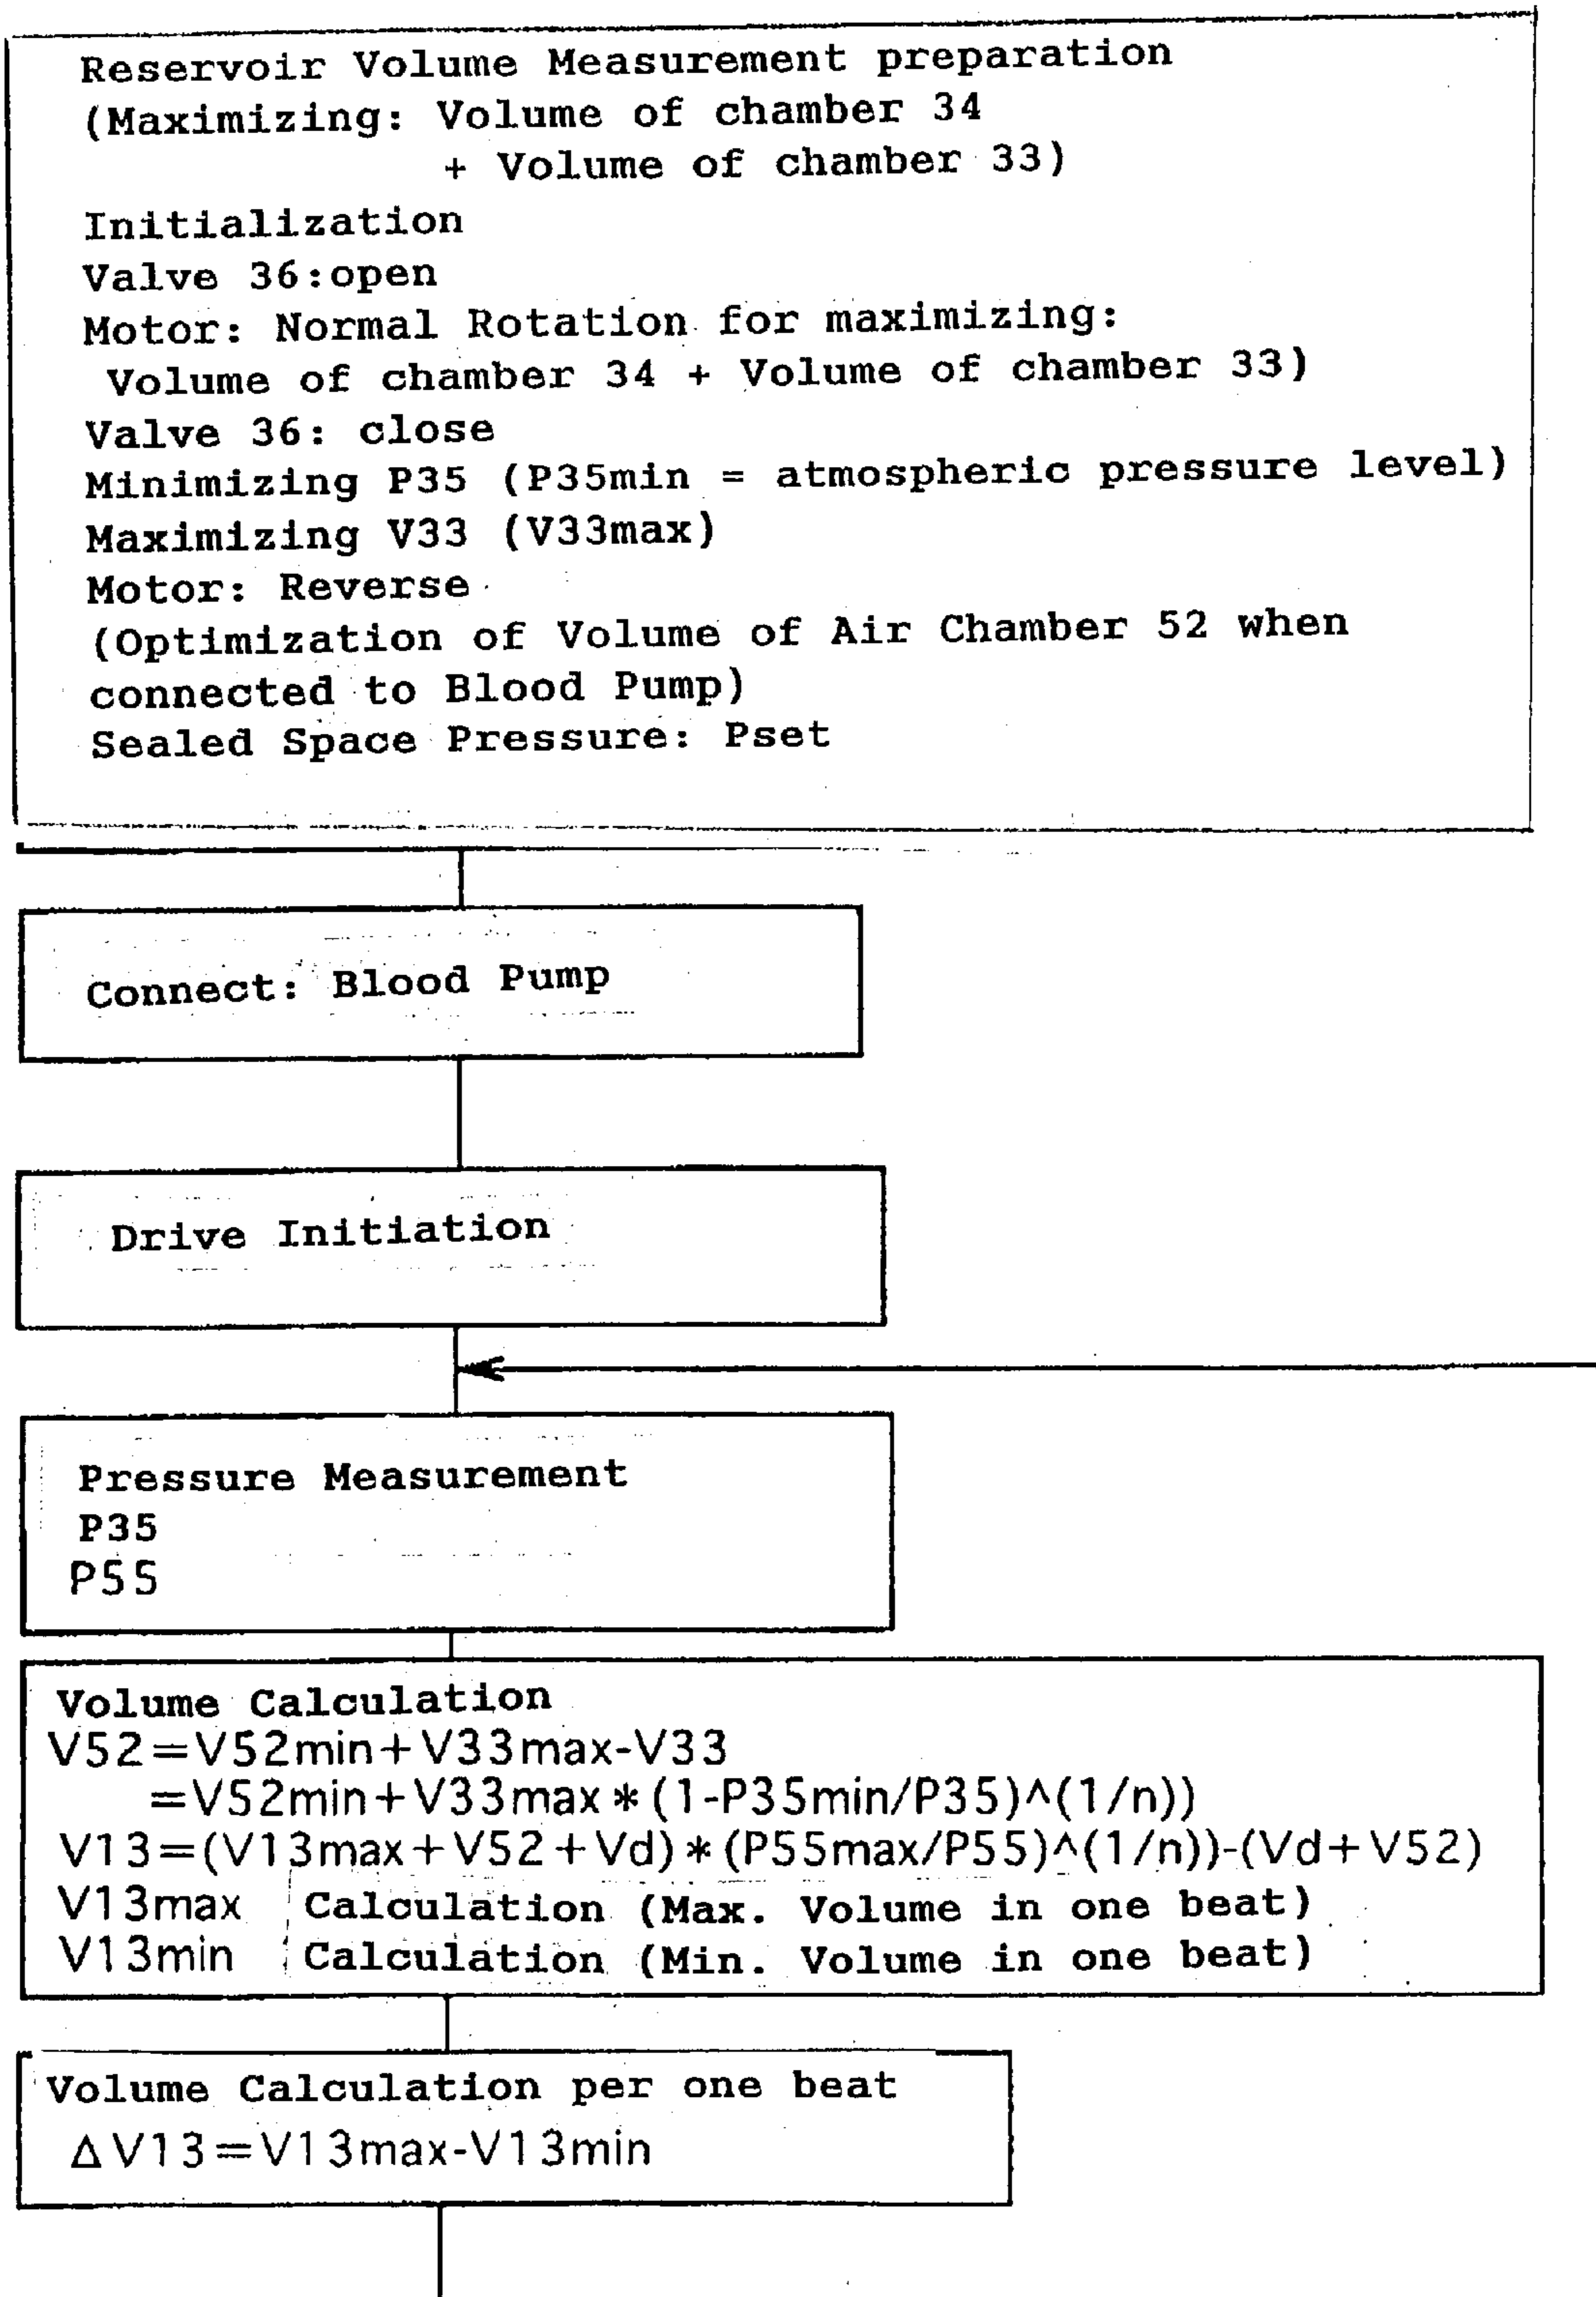 Reservoir Volume Measurement preparation
(Maximizing: Volume of chamber 34
+ Volume of chamber 33)
Initialization
Valve 36:open
Motor: Normal Rotation for maximizing:
Volume of chamber 34 + Volume of chamber 33)
Valve 36: close
Minimizing P35 (P35min = atmospheric pressure level)
Maximizing V33 (V33max)
Motor: Reverse
(Optimization of Volume of Air Chamber 52 when
connected to Blood Pump)
Sealed Space Pressure: Pset
Connect: Blood Pump
Drive Initiation
Pressure Measurement
P35
P55
Volume Calculation
V52=V52min+V33max-V33
=V52min+V33max*(1-P35min/P35)^(1/n))
V13=(V13max+V52+Vd)*(P55max/P55)^(1/n))-(Vd+V52)
V13max Calculation (Max. Volume in one beat)
V13min Calculation (Min. Volume in one beat)
Volume Calculation per one beat
ΔV13=V13max-V13min